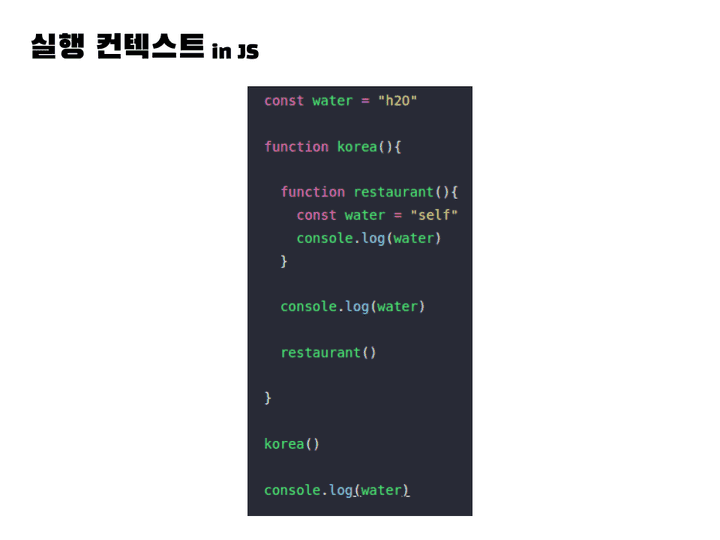 실행 컨텍스트 in JS
const water = "h2O"
function korea(){
function restaurant(){
const water = "self"
console.log(water)
}
console.log(water)
restaurant()
}
korea()
console.log(water)